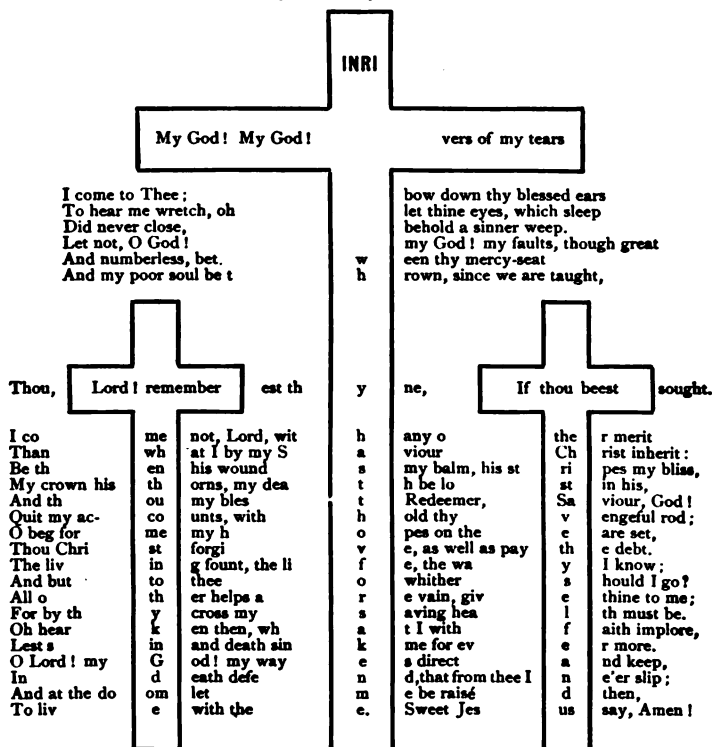 INRI
My God! My God! vers of my tears
I come to Thee; bow down thy blessed ears
To hear me wretch, oh let thine eyes, which sleep
Did never close, behold a sinner weep.
Let not, O God! my God! my faults, though great
And numberless, bet. w een thy mercy-seat
And my poor soul be t h rown, since we are taught,
Thou, Lord! remember est th y ne, If thou beest sought.
I co me not, Lord, wit h any o the r merit
Than wh at I by my S a viour Ch rist inherit:
Be th en his wound s my balm, his st ri pes my bliss,
My crown his th orns, my dea t h be lo st in his,
And th ou my bles t Redeemer, Sa viour, God!
Quit my ac- co unts, with h old thy v engeful rod;
O beg for me my h o pes on the e are set,
Thou Chri st forgi v e, as well as pay th e debt.
The liv in g fount, the li f e, the wa y I know;
And but to thee o whither s hould I go?
All o th er helps a r e vain, giv e thine to me;
For by th y cross my s aving hea l th must be.
Oh hear k en then, wh a t I with f aith implore,
Lest s in and death sin k me for ev e r more.
O Lord! my G od! my way e s direct a nd keep,
In d eath defe n d,that from thee I n e'er slip;
And at the do om let m e be raisé d then,
To liv e with the e. Sweet Jes us say, Amen!